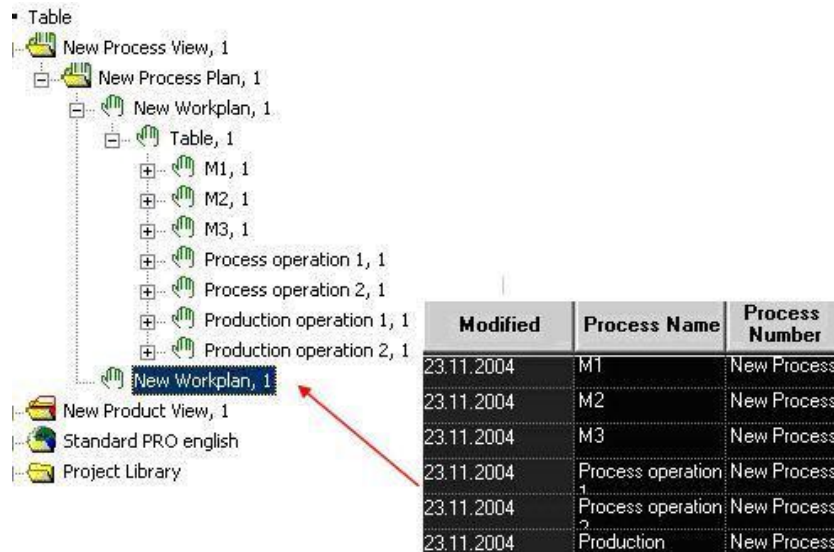 Table
New Process View, 1
New Process Plan, 1
New Workplan, 1
Table, 1
M1, 1
M2, 1
M3, 1
Process operation 1, 1
Process operation 2, 1
Production operation 1, 1
Production operation 2, 1
New Workplan, 1
New Product View, 1
Standard PRO english
Project Library
Modified Process Name Process Number
23.11.2004 M1 New Process
23.11.2004 M2 New Process
23.11.2004 M3 New Process
23.11.2004 Process operation New Process
23.11.2004 Process operation New Process
23.11.2004 Production New Process